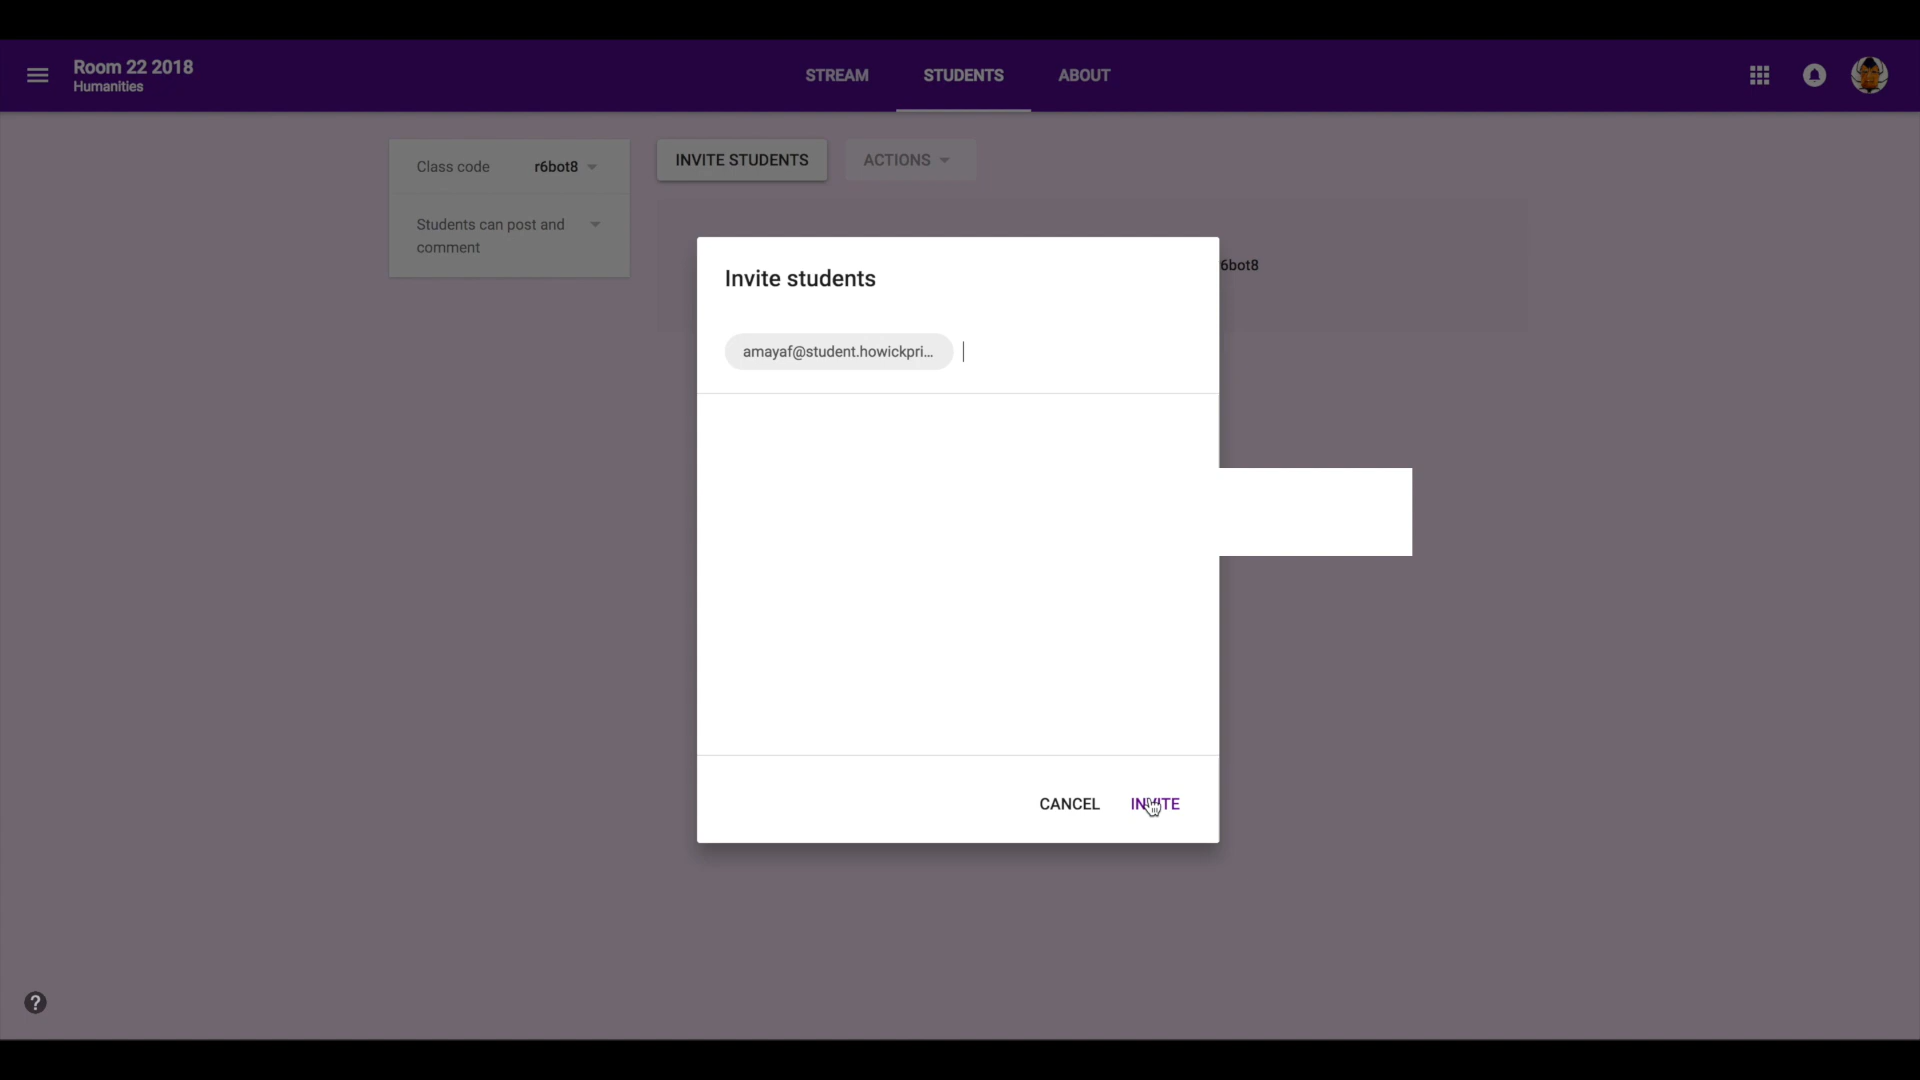 Room 22 2018
Humanities
STREAM
STUDENTS
ABOUT
Class code
r6bot8
Students can post and
comment
INVITE STUDENTS
ACTIONS
6bot8
Invite students
amayaf@student.howickpri...
CANCEL
INVITE
?